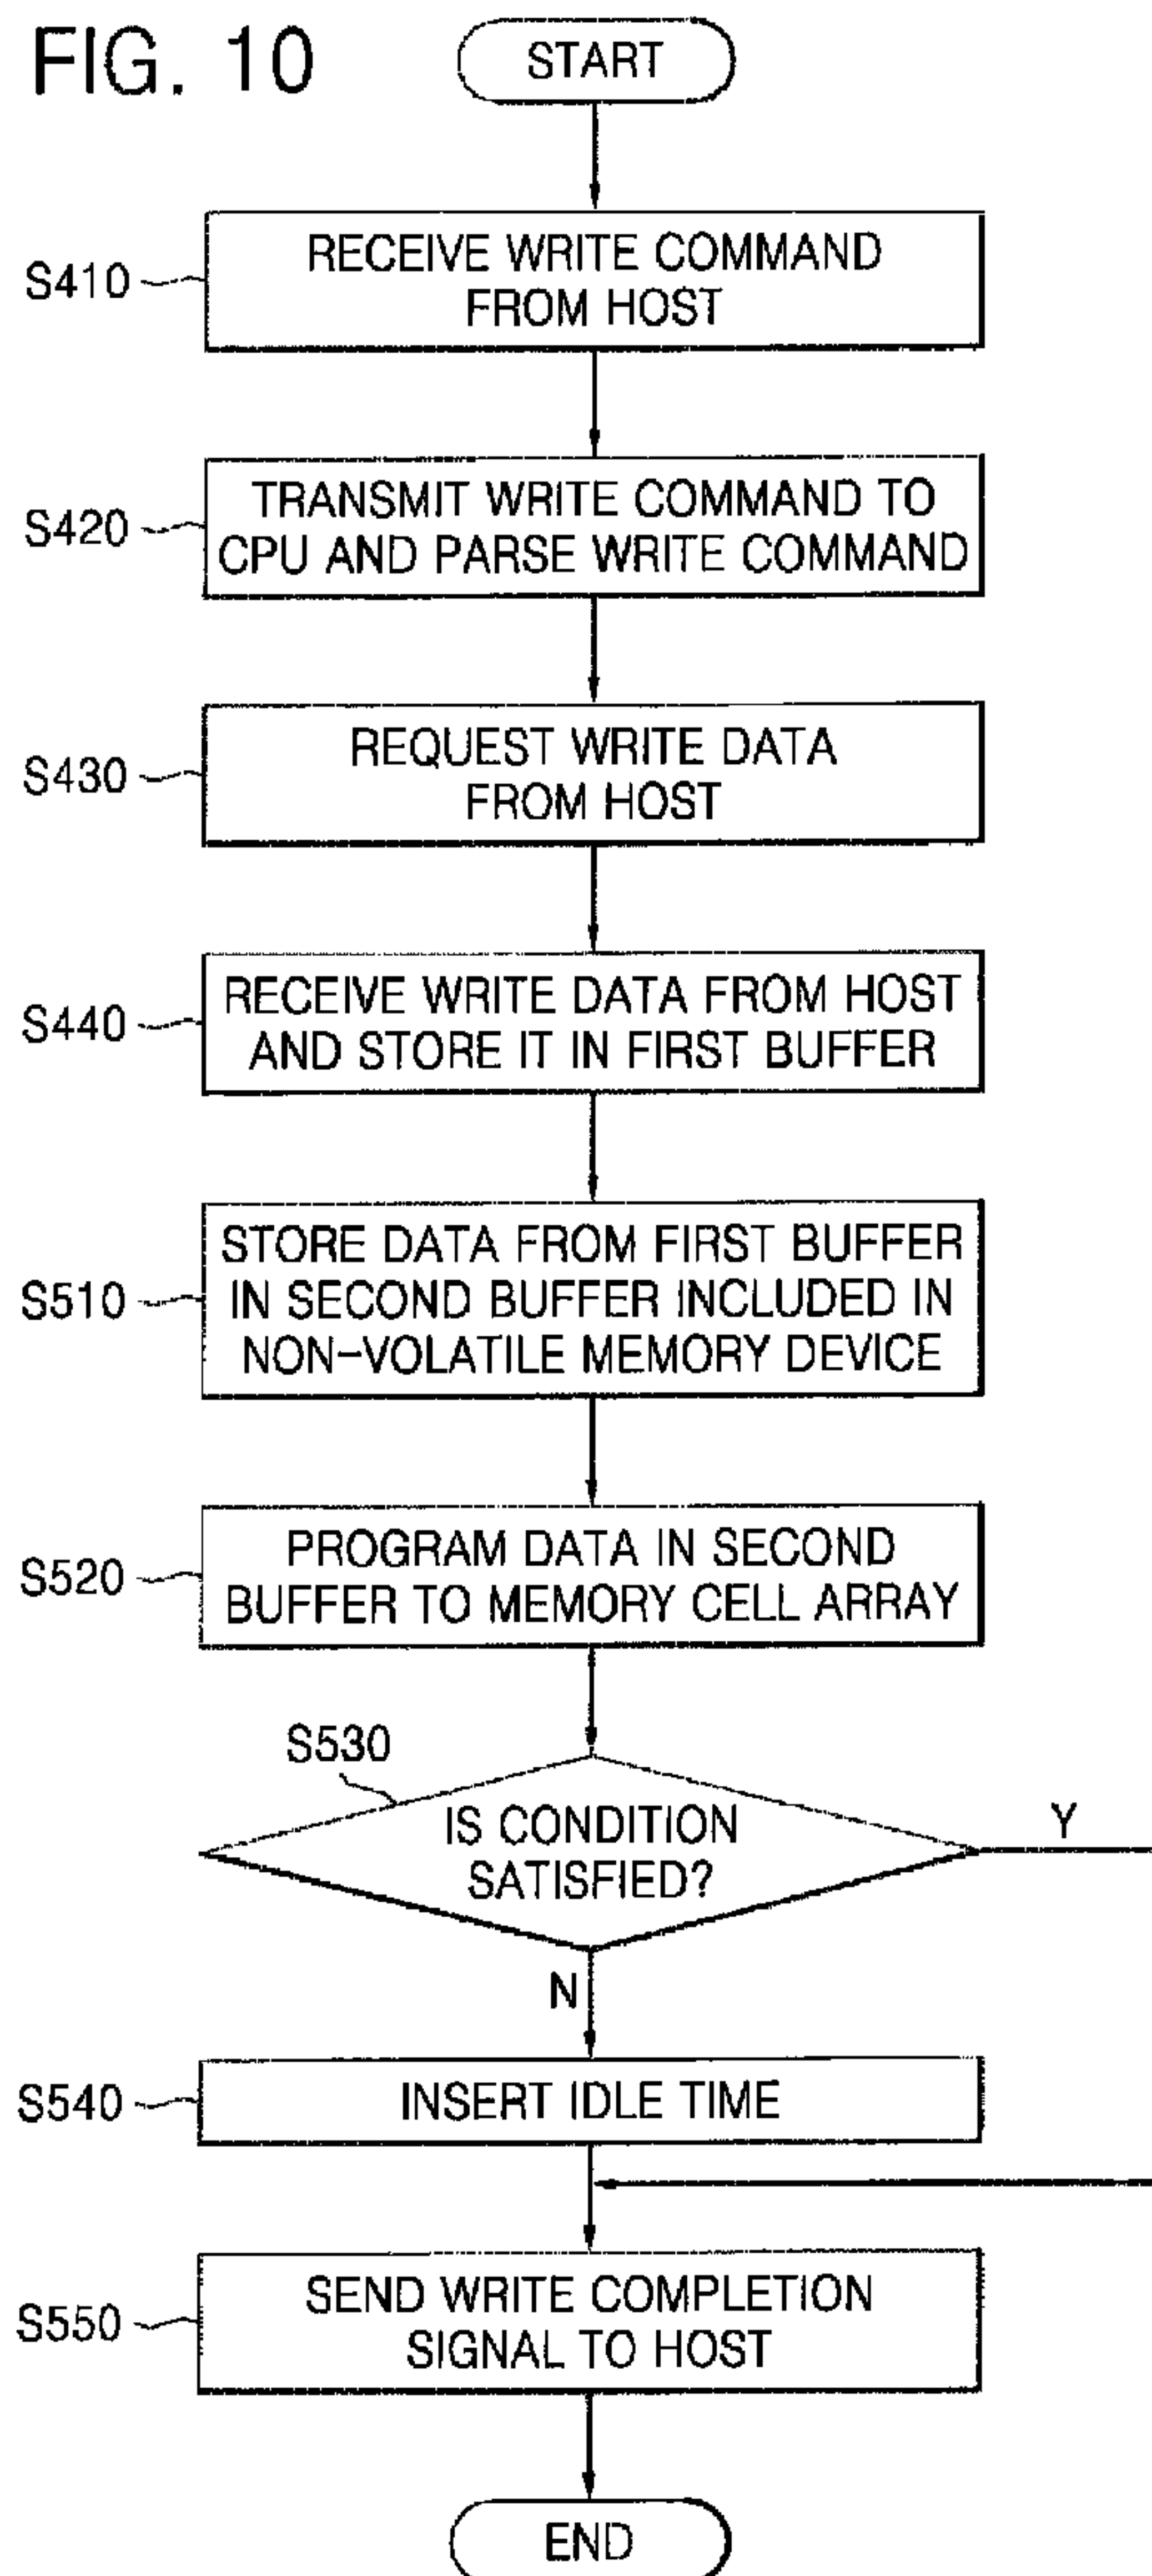 FIG. 10
START
S410
RECEIVE WRITE COMMAND
FROM HOST
S420
TRANSMIT WRITE COMMAND TO
CPU AND PARSE WRITE COMMAND
S430
REQUEST WRITE DATA
FROM HOST
S440
RECEIVE WRITE DATA FROM HOST
AND STORE IT IN FIRST BUFFER
S510
STORE DATA FROM FIRST BUFFER
IN SECOND BUFFER INCLUDED IN
NON-VOLATILE MEMORY DEVICE
S520
PROGRAM DATA IN SECOND
BUFFER TO MEMORY CELL ARRAY
S530
IS CONDITION
SATISFIED?
Y
N
S540
INSERT IDLE TIME
S550
SEND WRITE COMPLETION
SIGNAL TO HOST
END